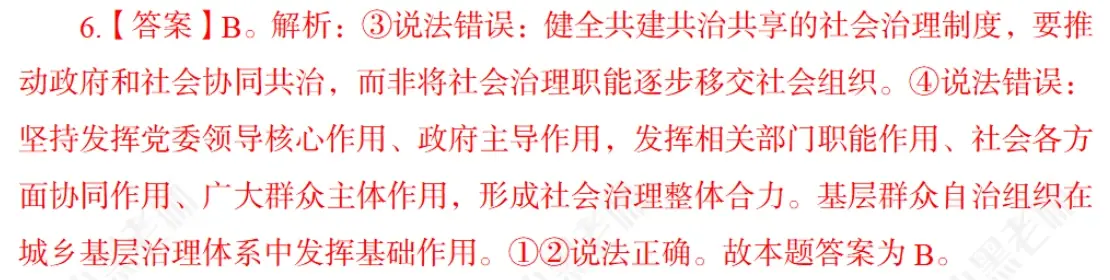 6.【答案】B。解析：③说法错误：健全共建共治共享的社会治理制度，要推
动政府和社会协同共治，而非将社会治理职能逐步移交社会组织。④说法错误：
坚持发挥党委领导核心作用、政府主导作用，发挥相关部门职能作用、社会各方
面协同作用、广大群众主体作用，形成社会治理整体合力。基层群众自治组织在
城乡基层治理体系中发挥基础作用。①②说法正确。故本题答案为 B。